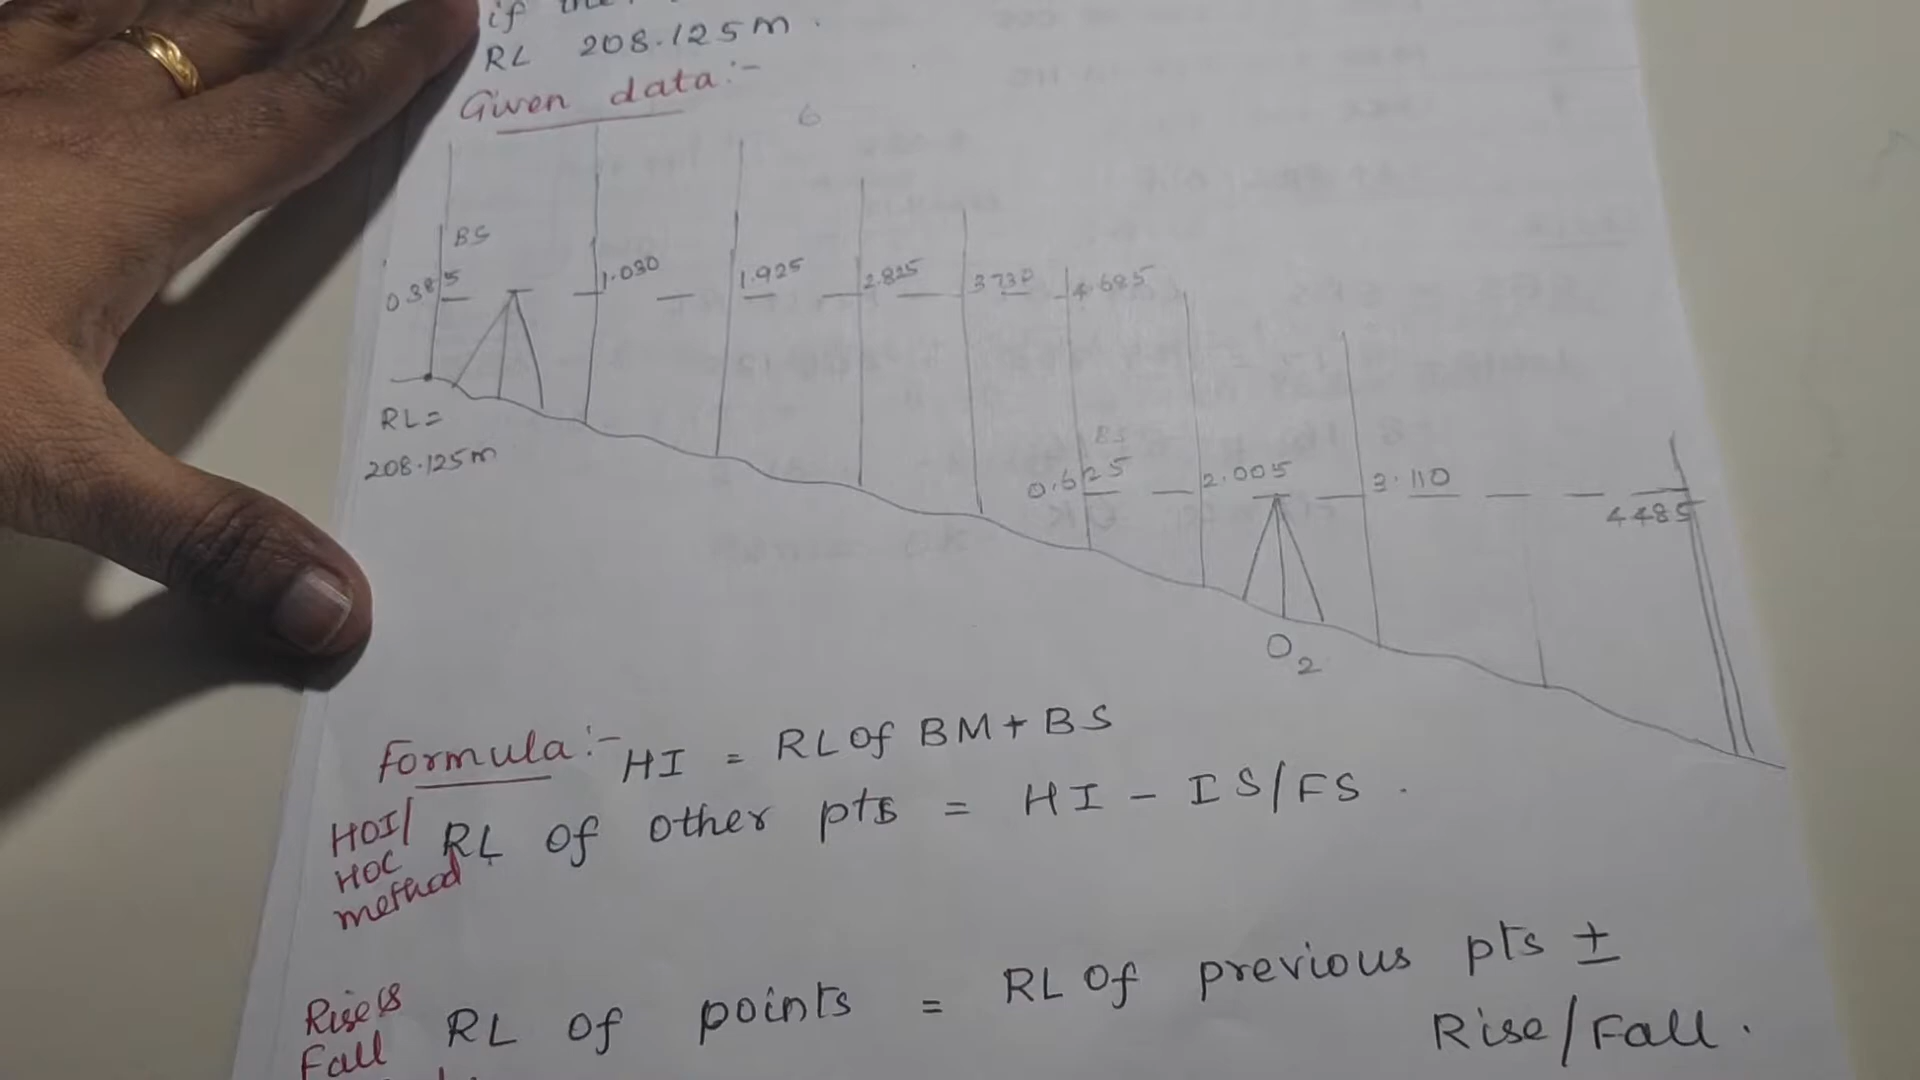 if the
RL 208.125m.
Given data:-
6
BS
0.385
1.030
1.925
2.825
3.730
4.685
RL=
208.125m
BS
0.625
2.005
3.110
4.485
O2
Formula:- HI = RL Of BM + BS
HOI/
HOC
method
RL of other pts = HI - IS/FS.
Rise &
Fall
RL of points = RL Of previous pts ±
Rise/Fall.